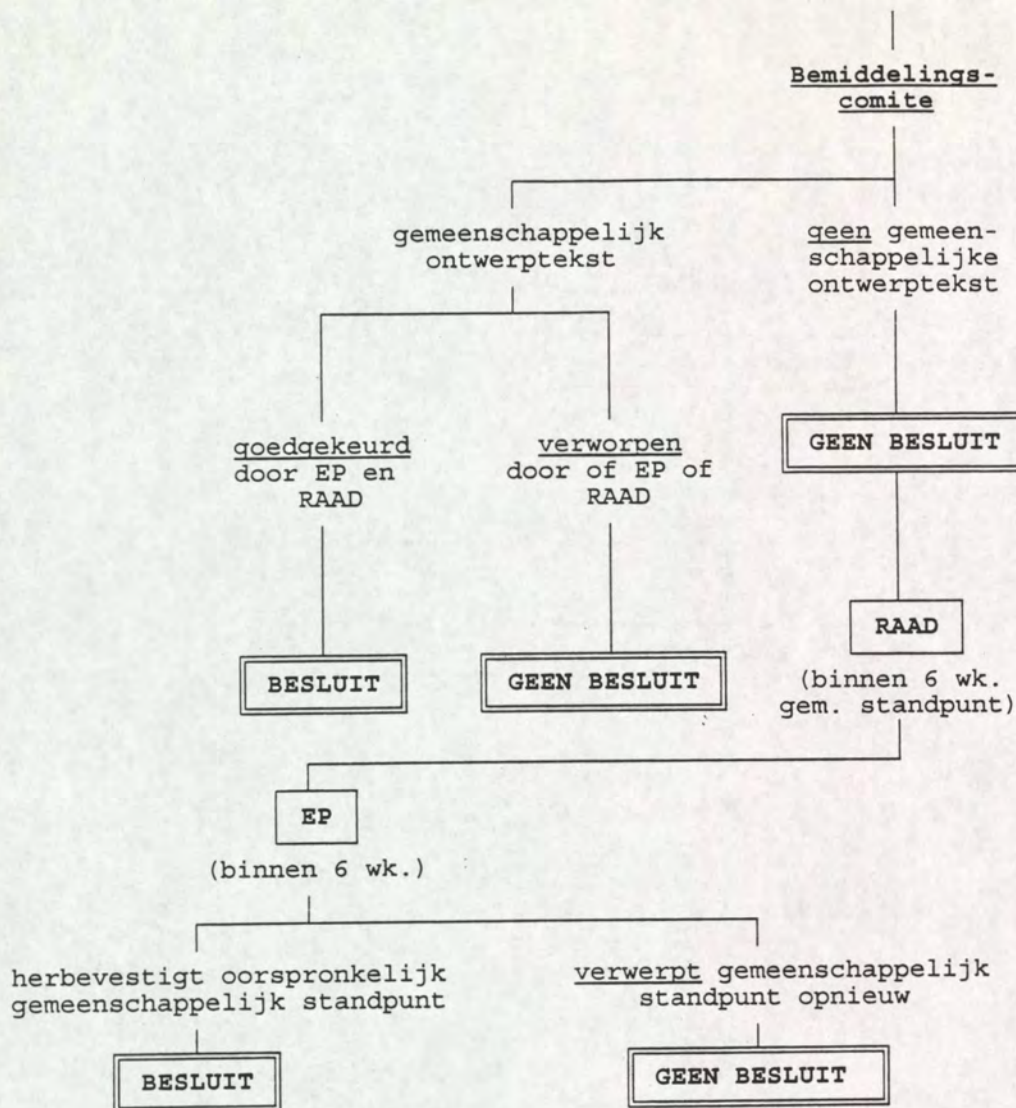 Bemiddelings-
comite
gemeenschappelijk
ontwerptekst
geen gemeen-
schappelijke
ontwerptekst
goedgekeurd
door EP en
RAAD
verworpen
door of EP of
RAAD
GEEN BESLUIT
BESLUIT
GEEN BESLUIT
RAAD
(binnen 6 wk.
gem. standpunt)
EP
(binnen 6 wk.)
herbevestigt oorspronkelijk
gemeenschappelijk standpunt
verwerpt gemeenschappelijk
standpunt opnieuw
BESLUIT
GEEN BESLUIT